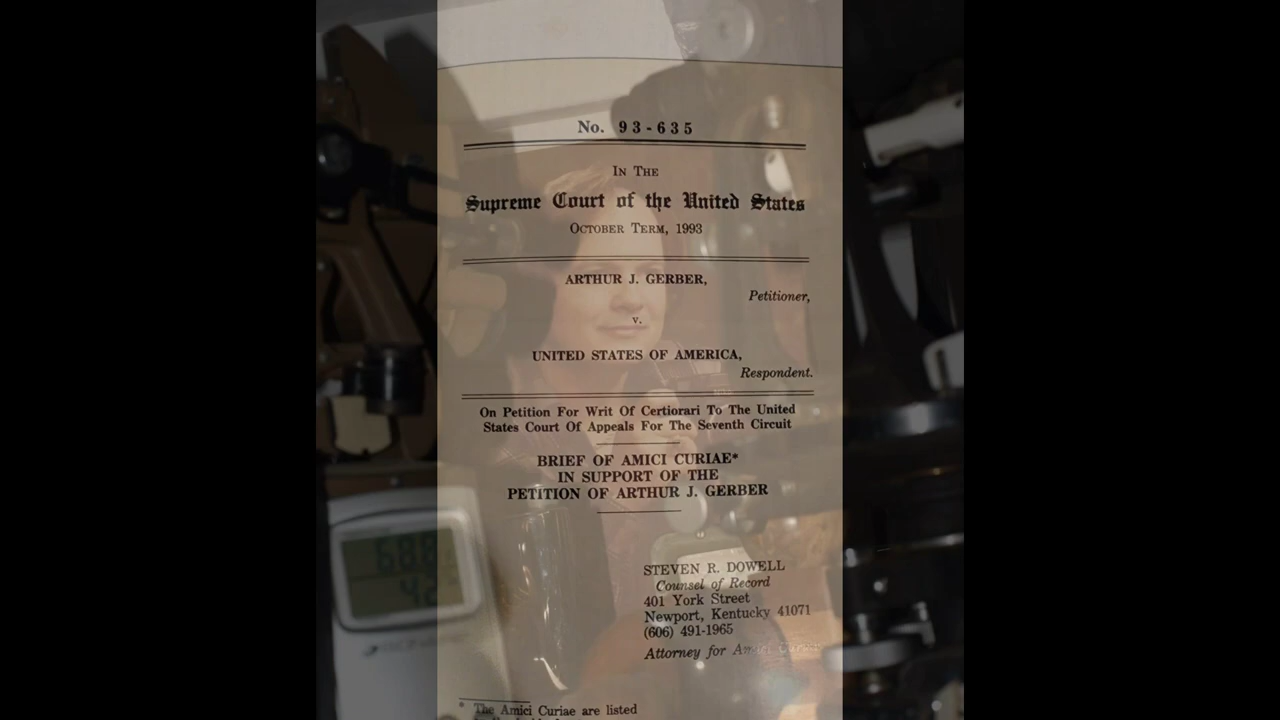 No. 93-635
IN THE
Supreme Court of the United States
OCTOBER TERM, 1993
ARTHUR J. GERBER,
Petitioner,
v.
UNITED STATES OF AMERICA,
Respondent.
On Petition For Writ Of Certiorari To The United
States Court Of Appeals For The Seventh Circuit
BRIEF OF AMICI CURIAE*
IN SUPPORT OF THE
PETITION OF ARTHUR J. GERBER
STEVEN R. DOWELL
Counsel of Record
401 York Street
Newport, Kentucky 41071
(606) 491-1965
Attorney for Amici Curiae
* The Amici Curiae are listed